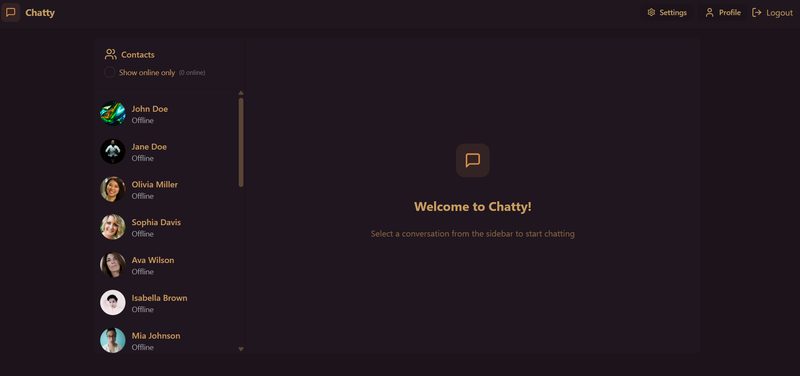 Chatty
Settings
Profile
Logout
Contacts
Show online only (0 online)
John Doe
Offline
Jane Doe
Offline
Olivia Miller
Offline
Sophia Davis
Offline
Ava Wilson
Offline
Isabella Brown
Offline
Mia Johnson
Offline
Welcome to Chatty!
Select a conversation from the sidebar to start chatting